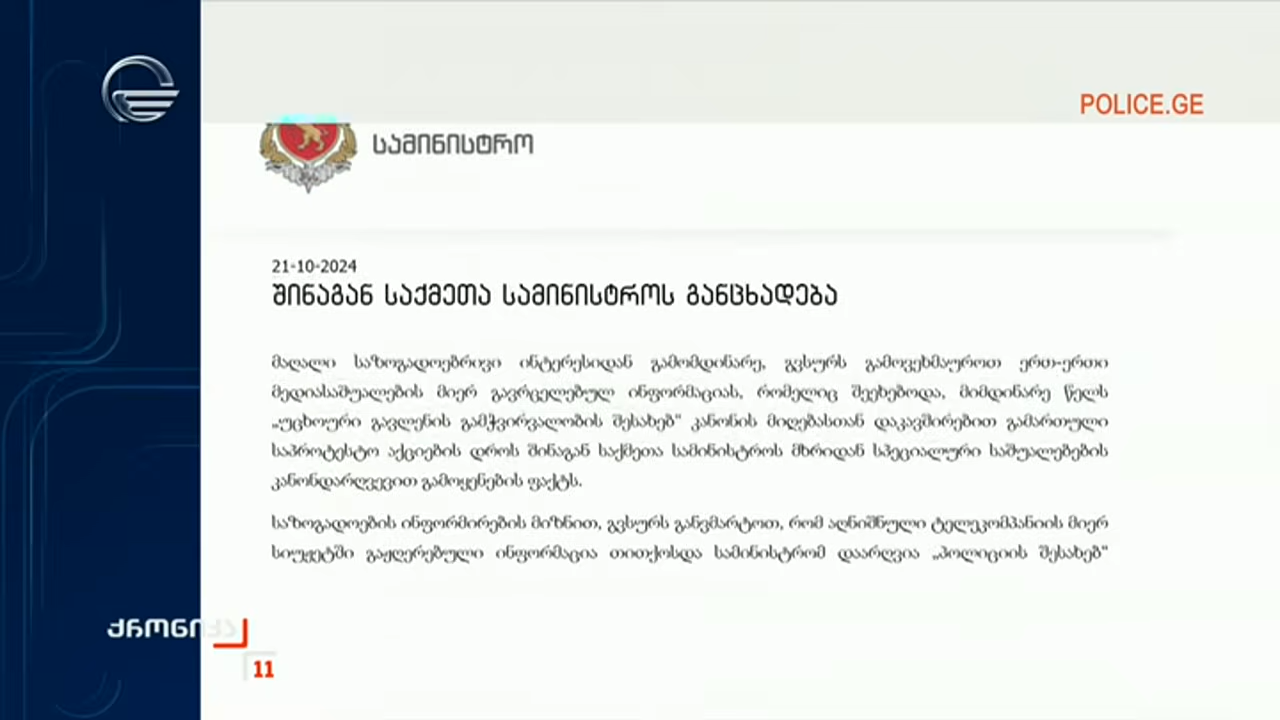 POLICE.GE
სამინისტრო
21-10-2024
შინაგან საქმეთა სამინისტროს განცხადება
მაღალი საზოგადოებრივი ინტერესიდან გამომდინარე, გვსურს გამოვეხმაუროთ ერთ-ერთი
მედიასაშუალების მიერ გავრცელებულ ინფორმაციას, რომელიც შეეხებოდა, მიმდინარე წელს
„უცხოური გავლენის გამჭვირვალობის შესახებ“ კანონის მიღებასთან დაკავშირებით გამართული
საპროტესტო აქციების დროს შინაგან საქმეთა სამინისტროს მხრიდან სპეციალური საშუალებების
კანონდარღვევით გამოყენების ფაქტს.
საზოგადოების ინფორმირების მიზნით, გვსურს განვმარტოთ, რომ აღნიშნული ტელეკომპანიის მიერ
სიუჟეტში გაჟღერებული ინფორმაცია თითქოსდა სამინისტრომ დაარღვია „პოლიციის შესახებ“
ქრონიკა
11